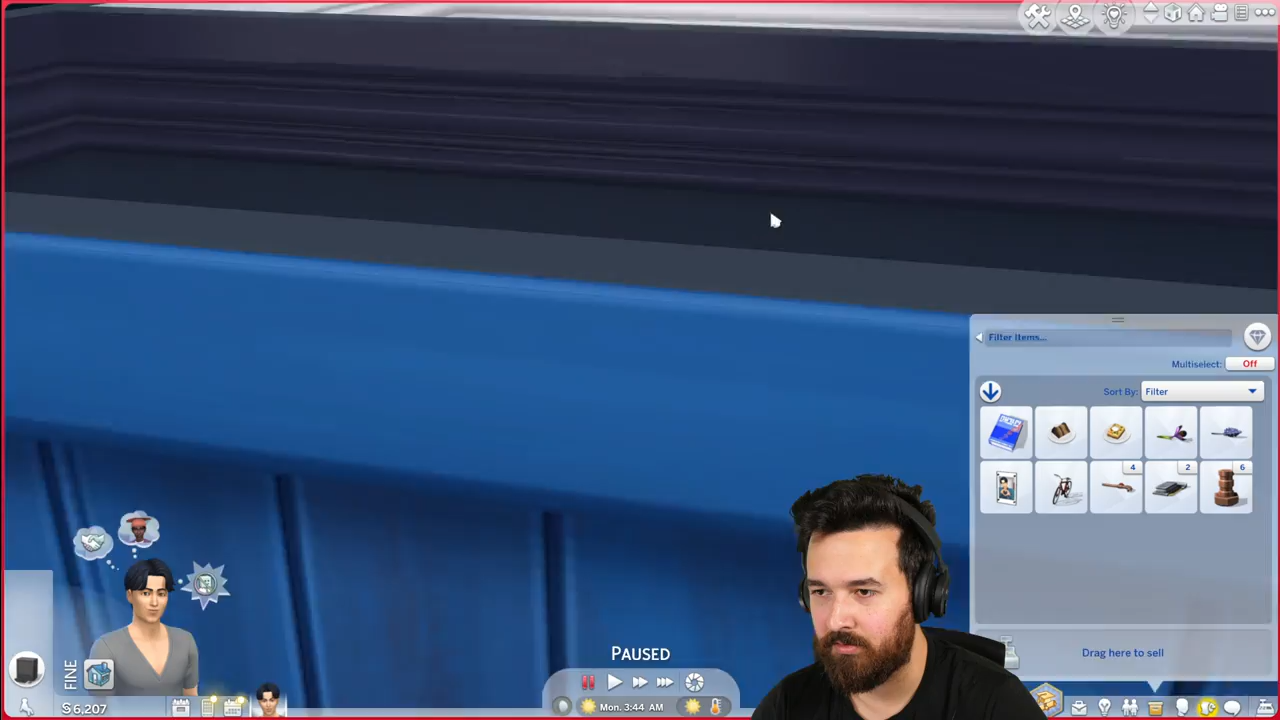 Filter Items...
Multiselect: Off
Sort By: Filter
4
2
6
PAUSED
FINE
Drag here to sell
§6,207
Mon. 3:44 AM